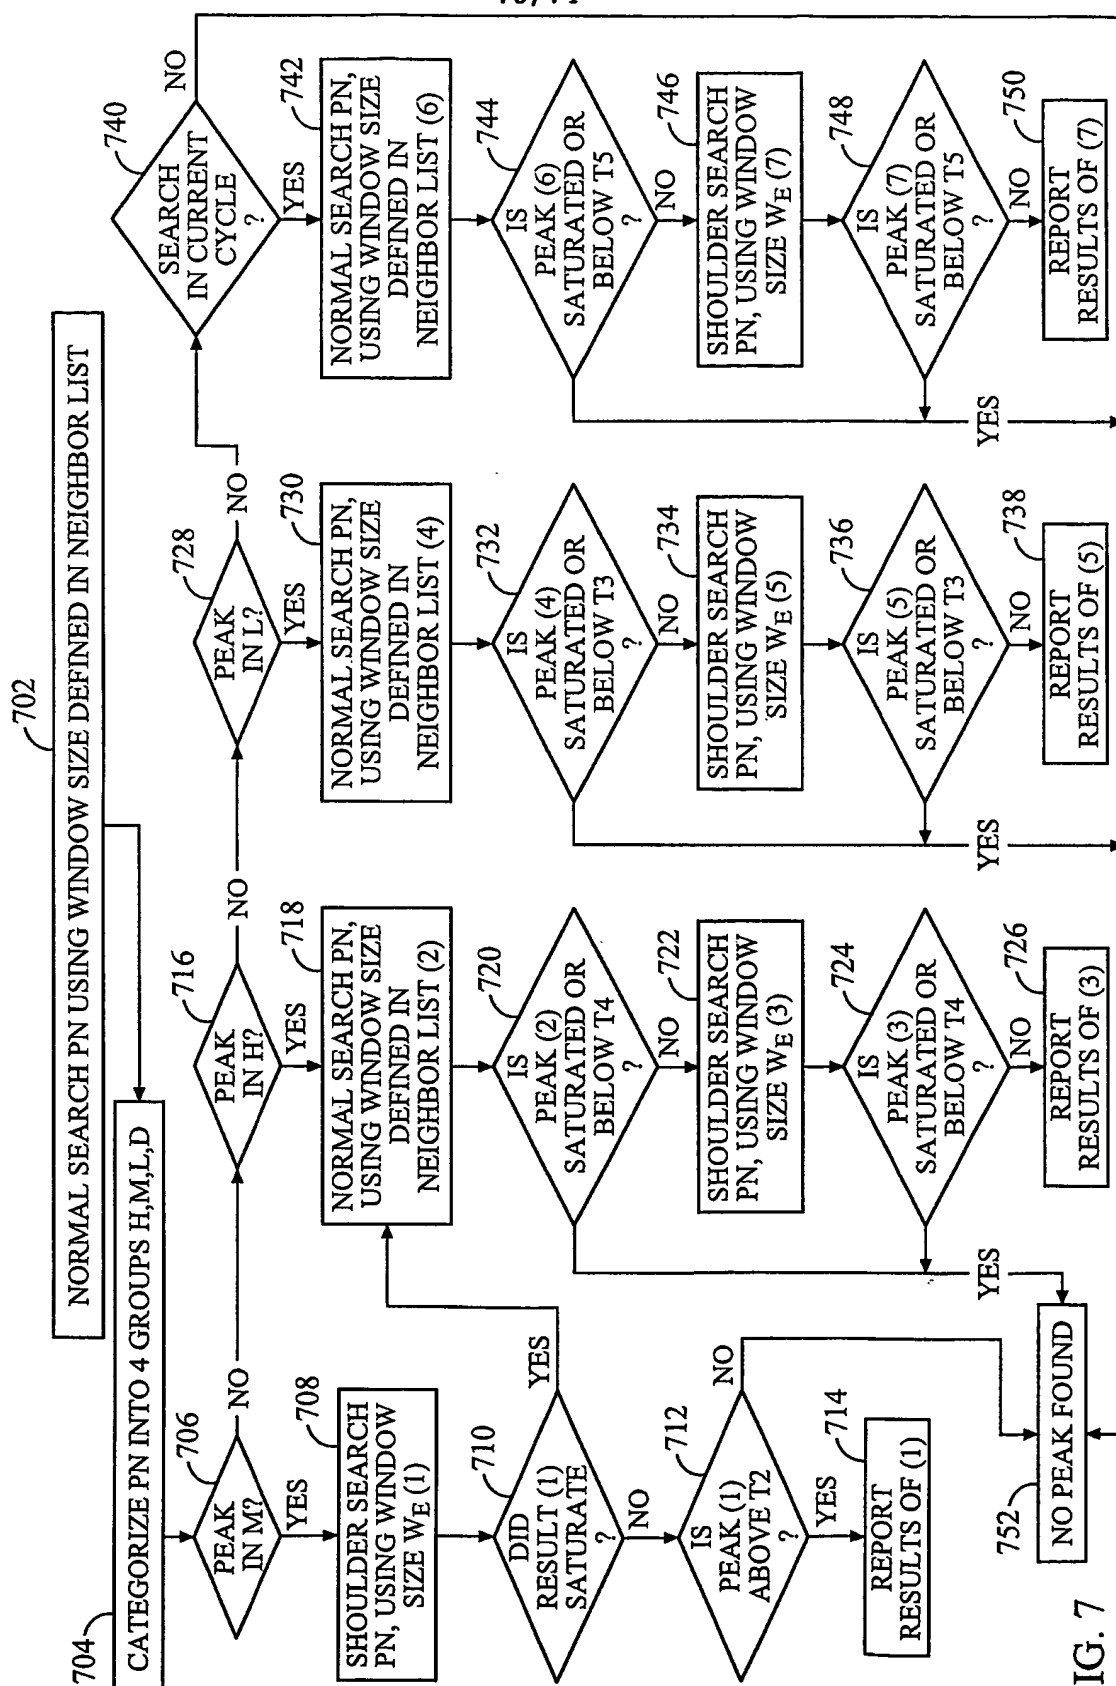 702
NORMAL SEARCH PN USING WINDOW SIZE DEFINED IN NEIGHBOR LIST
704
CATEGORIZE PN INTO 4 GROUPS H,M,L,D
706
PEAK
IN M?
NO
YES
708
SHOULDER SEARCH
PN, USING WINDOW
SIZE WE (1)
710
DID
RESULT (1)
SATURATE
?
YES
NO
712
IS
PEAK (1)
ABOVE T2
?
NO
YES
714
REPORT
RESULTS OF (1)
716
PEAK
IN H?
NO
YES
718
NORMAL SEARCH PN,
USING WINDOW SIZE
DEFINED IN
NEIGHBOR LIST (2)
720
IS
PEAK (2)
SATURATED OR
BELOW T4
?
NO
722
SHOULDER SEARCH
PN, USING WINDOW
SIZE WE (3)
724
IS
PEAK (3)
SATURATED OR
BELOW T4
?
NO
YES
726
REPORT
RESULTS OF (3)
728
PEAK
IN L?
NO
YES
730
NORMAL SEARCH PN,
USING WINDOW SIZE
DEFINED IN
NEIGHBOR LIST (4)
732
IS
PEAK (4)
SATURATED OR
BELOW T3
?
NO
734
SHOULDER SEARCH
PN, USING WINDOW
SIZE WE (5)
736
IS
PEAK (5)
SATURATED OR
BELOW T3
?
NO
YES
738
REPORT
RESULTS OF (5)
740
SEARCH
IN CURRENT
CYCLE
?
NO
YES
742
NORMAL SEARCH PN,
USING WINDOW SIZE
DEFINED IN
NEIGHBOR LIST (6)
744
IS
PEAK (6)
SATURATED OR
BELOW T5
?
NO
746
SHOULDER SEARCH
PN, USING WINDOW
SIZE WE (7)
748
IS
PEAK (7)
SATURATED OR
BELOW T5
?
NO
YES
750
REPORT
RESULTS OF (7)
752
NO PEAK FOUND
IG. 7